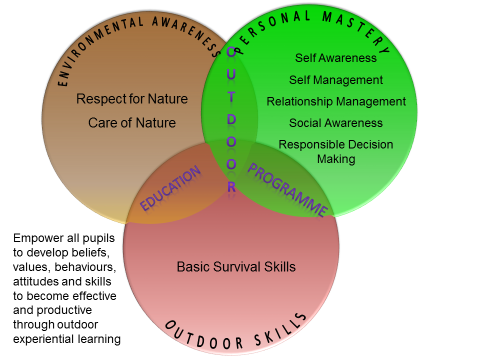 ENVIRONMENTAL AWARENESS
PERSONAL MASTERY
Respect for Nature
Care of Nature
Self Awareness
Self Management
Relationship Management
Social Awareness
Responsible Decision
Making
OUTDOOR
EDUCATION
PROGRAMME
Basic Survival Skills
OUTDOOR SKILLS
Empower all pupils
to develop beliefs,
values, behaviours,
attitudes and skills
to become effective
and productive
through outdoor
experiential learning